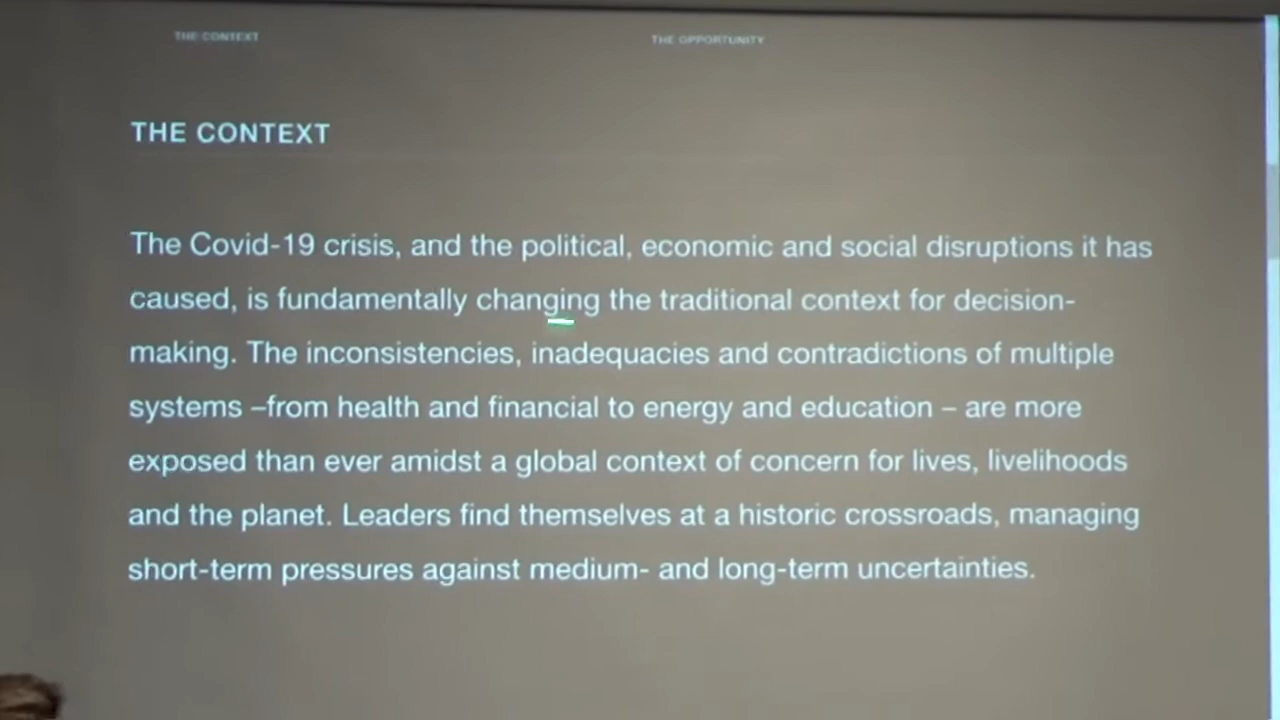 THE CONTEXT
THE OPPORTUNITY
THE CONTEXT
The Covid-19 crisis, and the political, economic and social disruptions it has
caused, is fundamentally changing the traditional context for decision-
making. The inconsistencies, inadequacies and contradictions of multiple
systems –from health and financial to energy and education – are more
exposed than ever amidst a global context of concern for lives, livelihoods
and the planet. Leaders find themselves at a historic crossroads, managing
short-term pressures against medium- and long-term uncertainties.